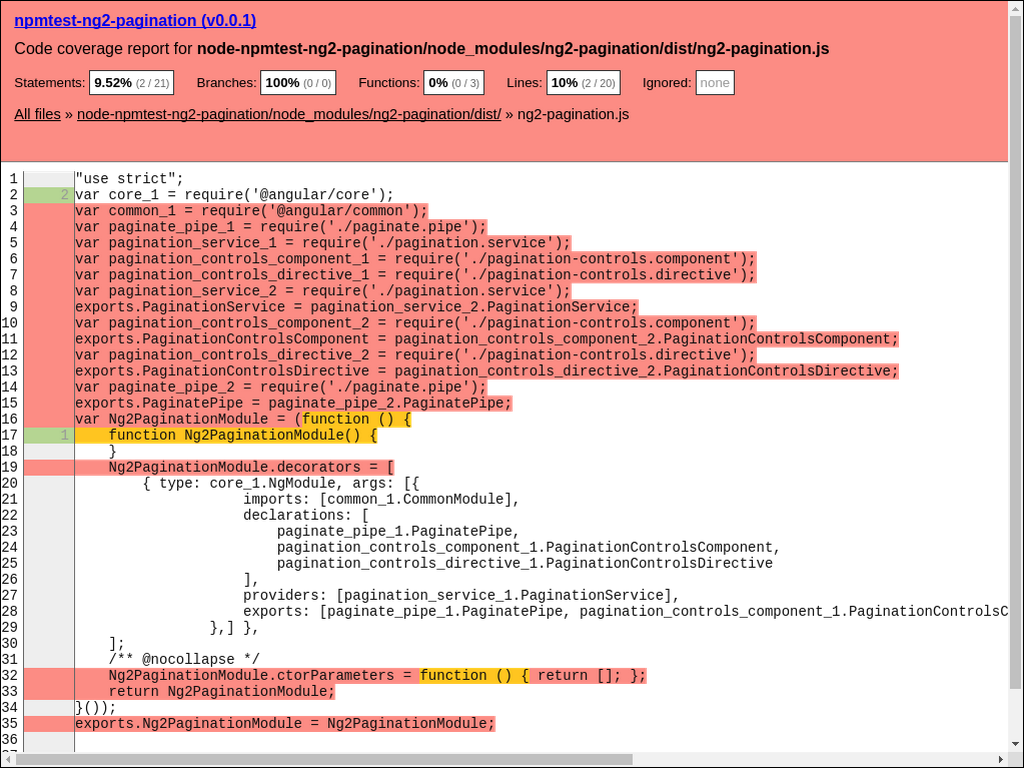 npmtest-ng2-pagination (v0.0.1)
Code coverage report for node-npmtest-ng2-pagination/node_modules/ng2-pagination/dist/ng2-pagination.js
Statements: 9.52% (2 / 21) Branches: 100% (0 / 0) Functions: 0% (0 / 3) Lines: 10% (2 / 20) Ignored: none
All files » node-npmtest-ng2-pagination/node_modules/ng2-pagination/dist/ » ng2-pagination.js
1 "use strict";
2 2 var core_1 = require('@angular/core');
3 var common_1 = require('@angular/common');
4 var paginate_pipe_1 = require('./paginate.pipe');
5 var pagination_service_1 = require('./pagination.service');
6 var pagination_controls_component_1 = require('./pagination-controls.component');
7 var pagination_controls_directive_1 = require('./pagination-controls.directive');
8 var pagination_service_2 = require('./pagination.service');
9 exports.PaginationService = pagination_service_2.PaginationService;
10 var pagination_controls_component_2 = require('./pagination-controls.component');
11 exports.PaginationControlsComponent = pagination_controls_component_2.PaginationControlsComponent;
12 var pagination_controls_directive_2 = require('./pagination-controls.directive');
13 exports.PaginationControlsDirective = pagination_controls_directive_2.PaginationControlsDirective;
14 var paginate_pipe_2 = require('./paginate.pipe');
15 exports.PaginatePipe = paginate_pipe_2.PaginatePipe;
16 var Ng2PaginationModule = (function () {
17 1 function Ng2PaginationModule() {
18 }
19 Ng2PaginationModule.decorators = [
20 { type: core_1.NgModule, args: [{
21 imports: [common_1.CommonModule],
22 declarations: [
23 paginate_pipe_1.PaginatePipe,
24 pagination_controls_component_1.PaginationControlsComponent,
25 pagination_controls_directive_1.PaginationControlsDirective
26 ],
27 providers: [pagination_service_1.PaginationService],
28 exports: [paginate_pipe_1.PaginatePipe, pagination_controls_component_1.PaginationControlsC
29 },] },
30 ];
31 /** @nocollapse */
32 Ng2PaginationModule.ctorParameters = function () { return []; };
33 return Ng2PaginationModule;
34 }());
35 exports.Ng2PaginationModule = Ng2PaginationModule;
36